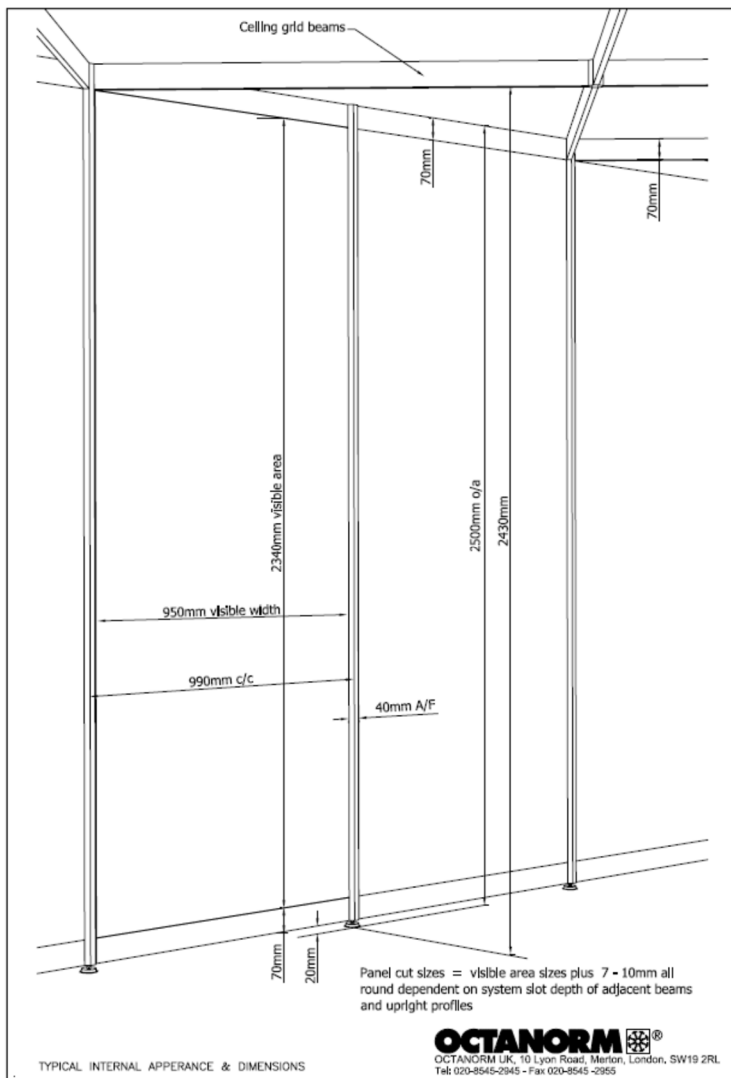 Ceiling grid beams
70mm
70mm
2340mm visible area
2500mm o/a
2430mm
950mm visible width
990mm c/c
40mm A/F
70mm
20mm
Panel cut sizes = visible area sizes plus 7 - 10mm all
round dependent on system slot depth of adjacent beams
and upright profiles
OCTANORM ®
OCTANORM UK, 10 Lyon Road, Merton, London, SW19 2RL
Tel: 020-8545-2945 - Fax 020-8545 -2955
TYPICAL INTERNAL APPERANCE & DIMENSIONS